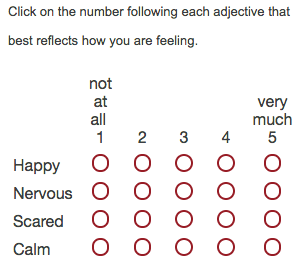 Click on the number following each adjective that
best reflects how you are feeling.
not
at
all
very
much
1 2 3 4 5
Happy
Nervous
Scared
Calm